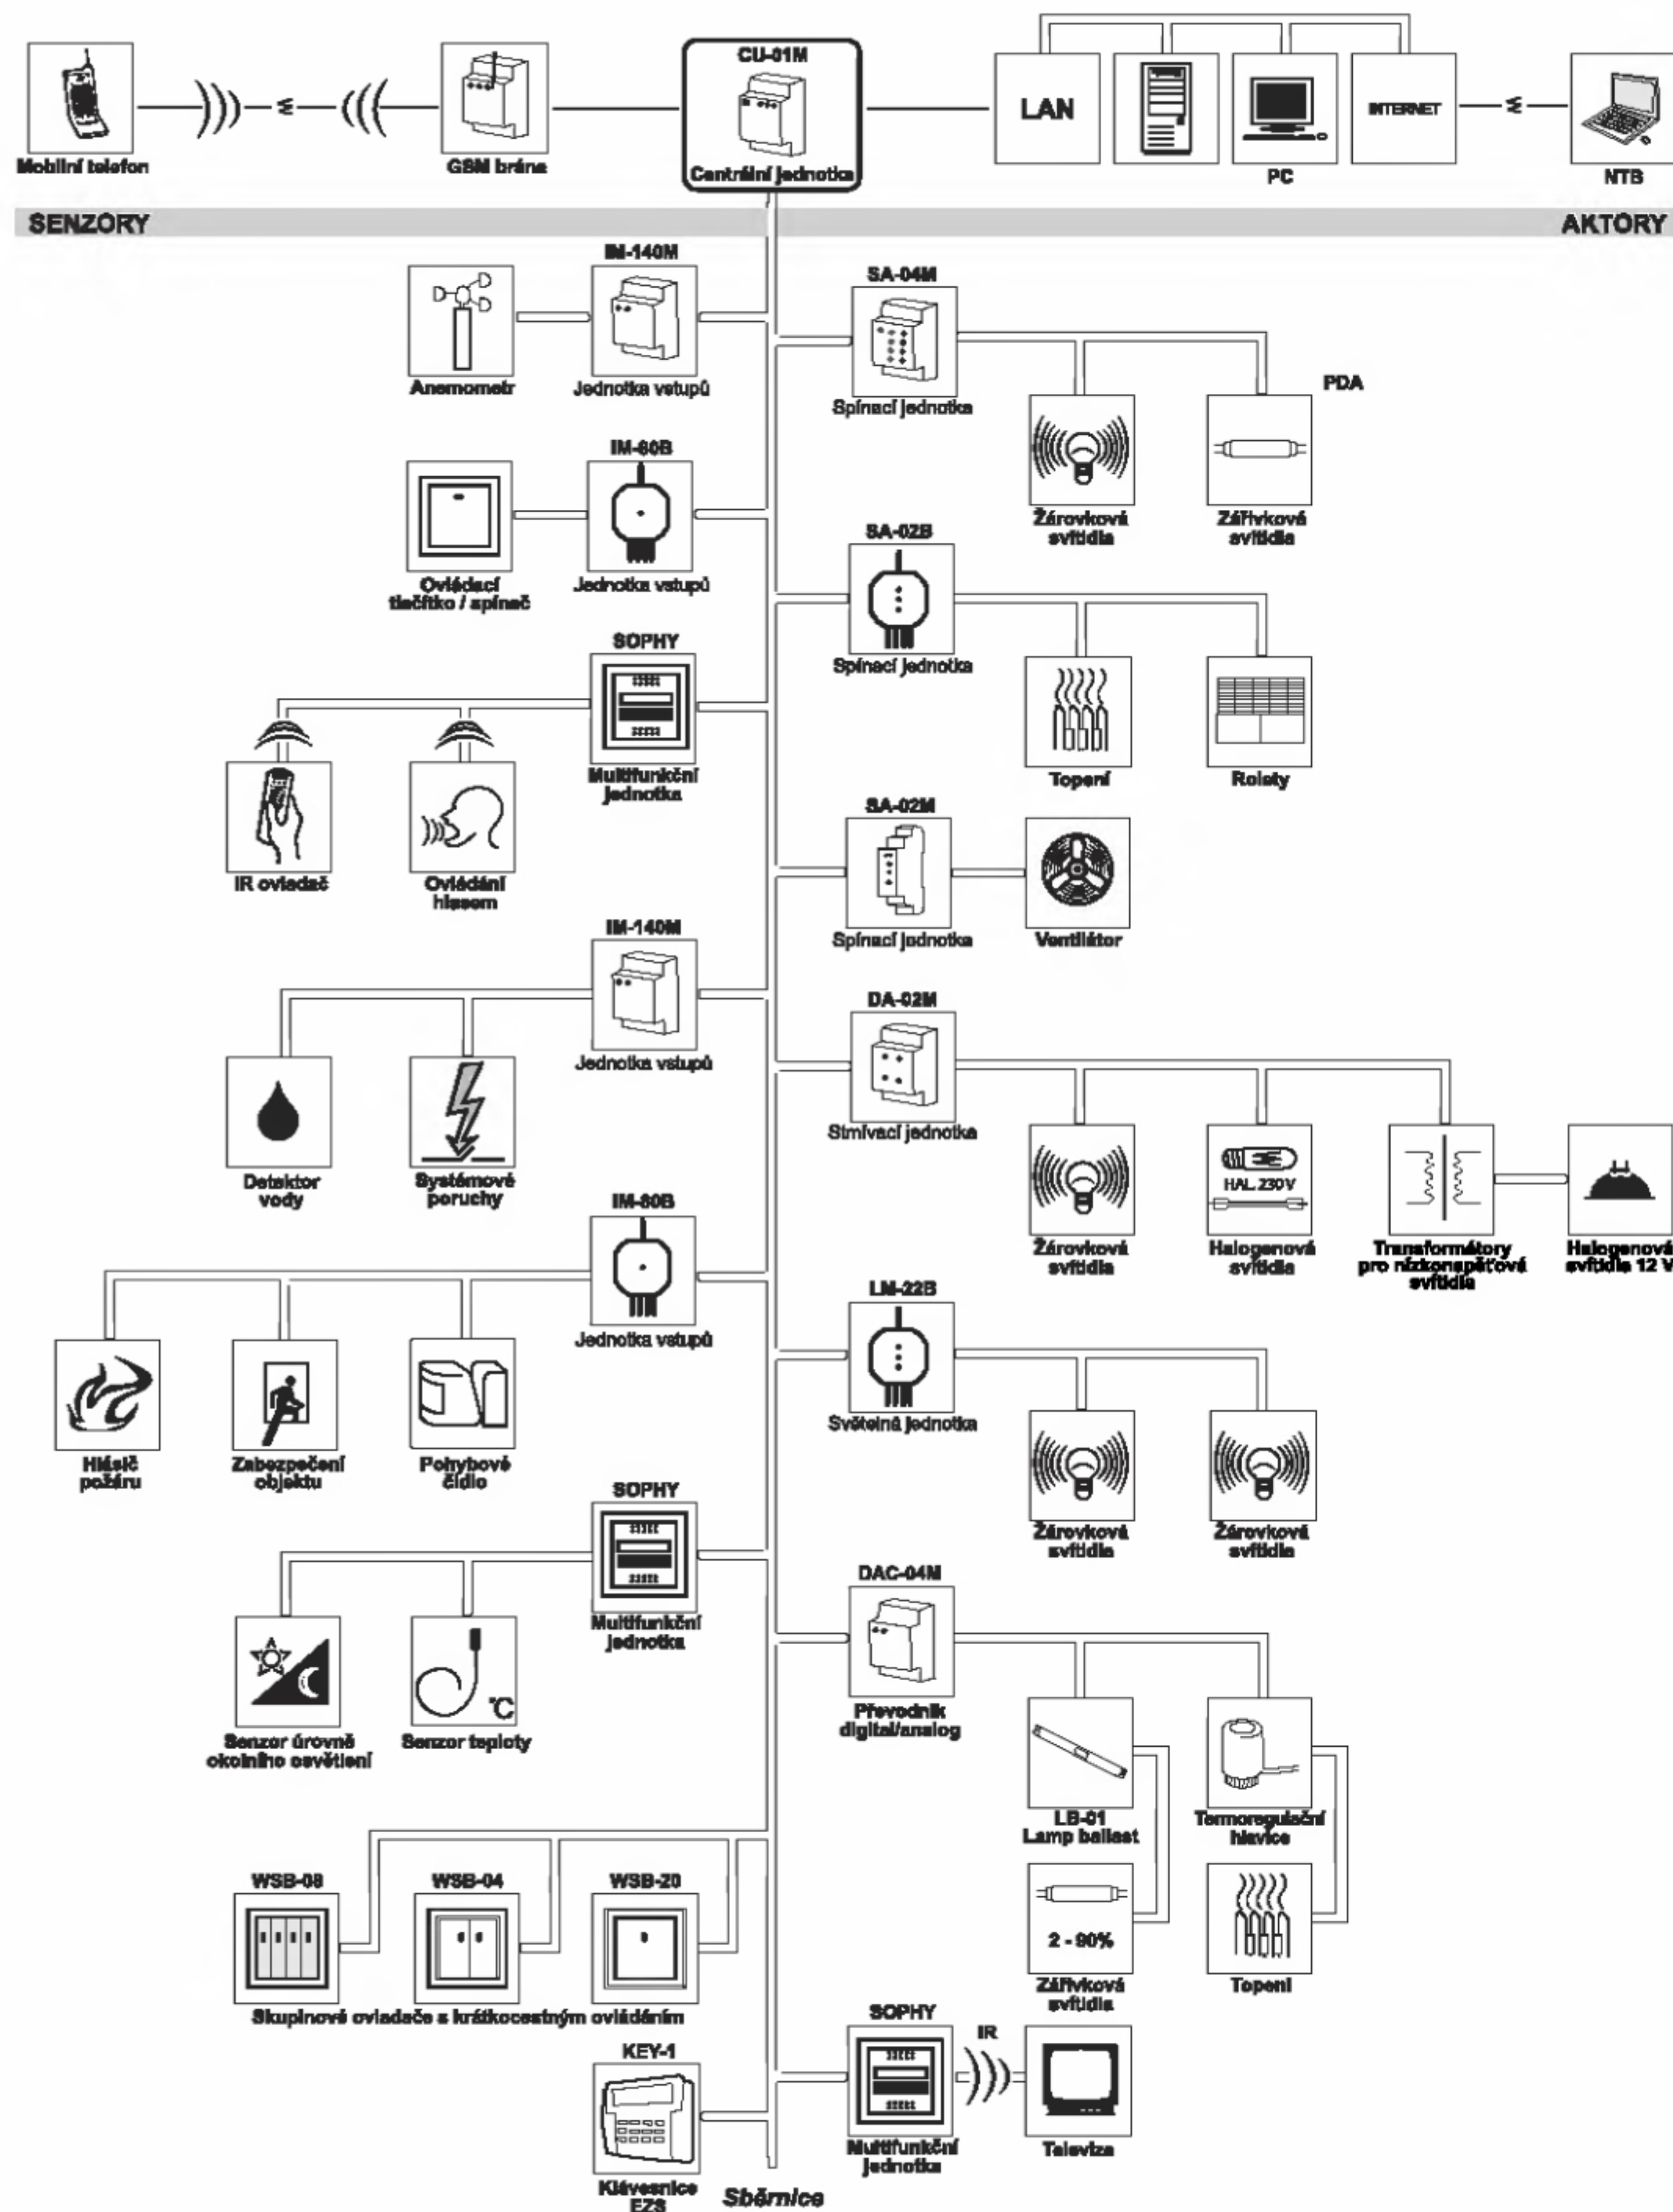 CU-01M
LAN
INTERNET
Mobilní telefon
GSM brána
Centrální jednotka
PC
NTB
SENZORY
AKTORY
IM-140M
Anemometr
Jednotka vstupů
SA-04M
Spínací jednotka
PDA
Žárovková
svítidla
Zářivková
svítidla
IM-80B
Ovládací
tlačítko / spínač
Jednotka vstupů
SA-02B
Spínací jednotka
Topení
Rolety
SOPHY
Multifunkční
jednotka
IR ovladač
Ovládání
hlasem
SA-02M
Spínací jednotka
Ventilátor
IM-140M
Jednotka vstupů
Detektor
vody
Systémové
poruchy
DA-02M
Stmívací jednotka
HAL. 230V
Žárovková
svítidla
Halogenová
svítidla
Transformátory
pro nízkonapěťová
svítidla
Halogenová
svítidla 12 V
IM-80B
Jednotka vstupů
Hlásič
požáru
Zabezpečení
objektu
Pohybové
čidlo
LM-22B
Světelná jednotka
Žárovková
svítidla
Žárovková
svítidla
SOPHY
Multifunkční
jednotka
°C
Senzor úrovně
okolního osvětlení
Senzor teploty
DAC-04M
Převodník
digital/analog
LB-01
Lamp ballast
Termoregulační
hlavice
2 - 90%
Zářivková
svítidla
Topení
WSB-08
WSB-04
WSB-20
Skupinové ovladače s krátkocestným ovládáním
KEY-1
Klávesnice
EZS
Sběrnice
SOPHY
IR
Multifunkční
jednotka
Televize